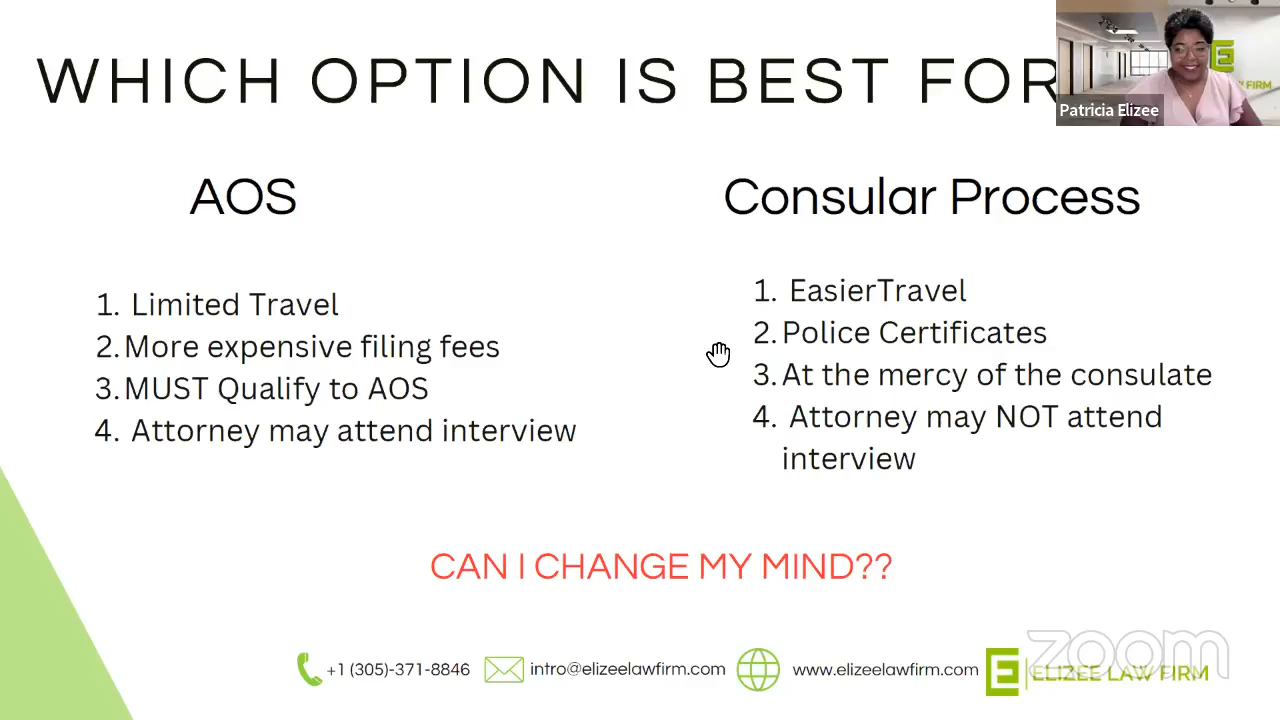 WHICH OPTION IS BEST FOR
E
W FIRM
Patricia Elizee
AOS
Consular Process
1. Limited Travel
2. More expensive filing fees
3. MUST Qualify to AOS
4. Attorney may attend interview
1. EasierTravel
2. Police Certificates
3. At the mercy of the consulate
4. Attorney may NOT attend
interview
CAN I CHANGE MY MIND??
+1 (305)-371-8846
intro@elizeelawfirm.com
www.elizeelawfirm.com
E
ELIZEE LAW FIRM
zoom